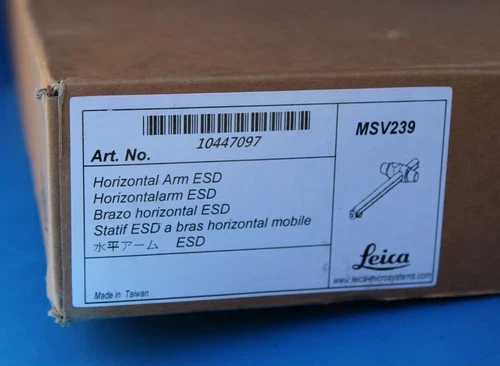 10447097
Art. No.
Horizontal Arm ESD
Horizontalarm ESD
Brazo horizontal ESD
Statif ESD a bras horizontal mobile
水平アーム ESD
Made in Taiwan
MSV239
Leica
www.leica-microsystems.com